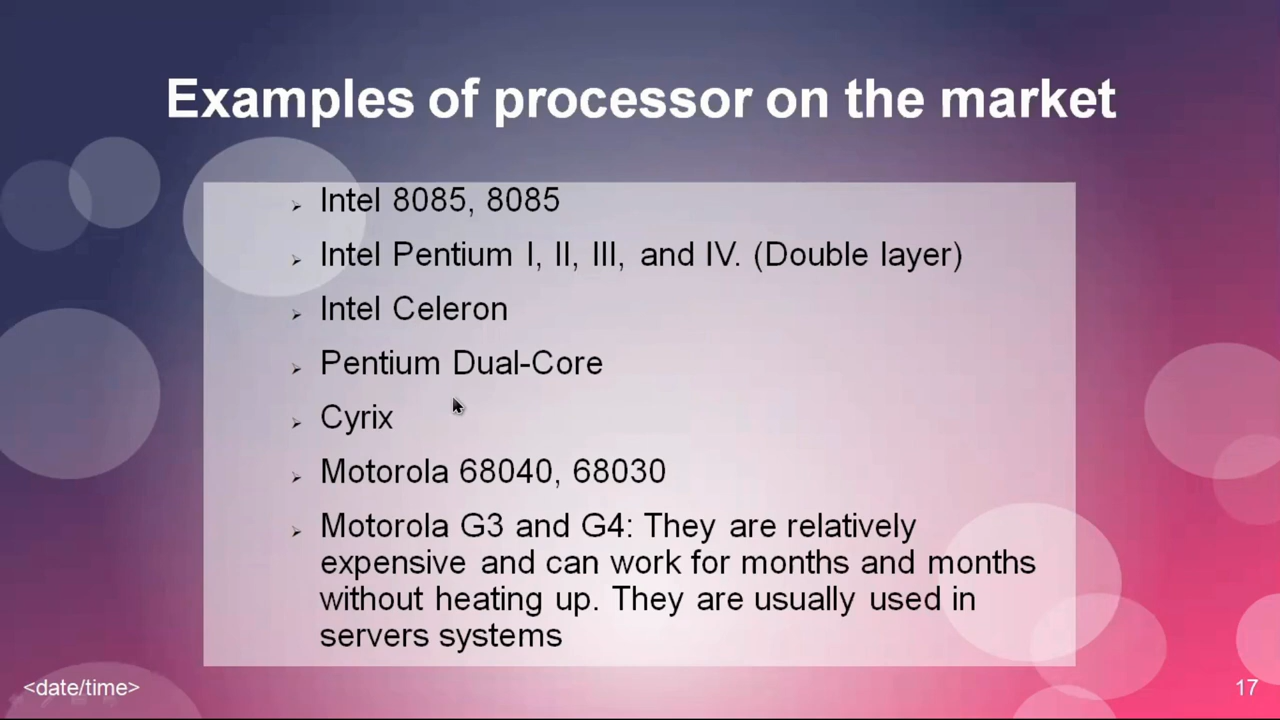 Examples of processor on the market
Intel 8085, 8085
Intel Pentium I, II, III, and IV. (Double layer)
Intel Celeron
Pentium Dual-Core
Cyrix
Motorola 68040, 68030
Motorola G3 and G4: They are relatively
expensive and can work for months and months
without heating up. They are usually used in
servers systems
<date/time>
17